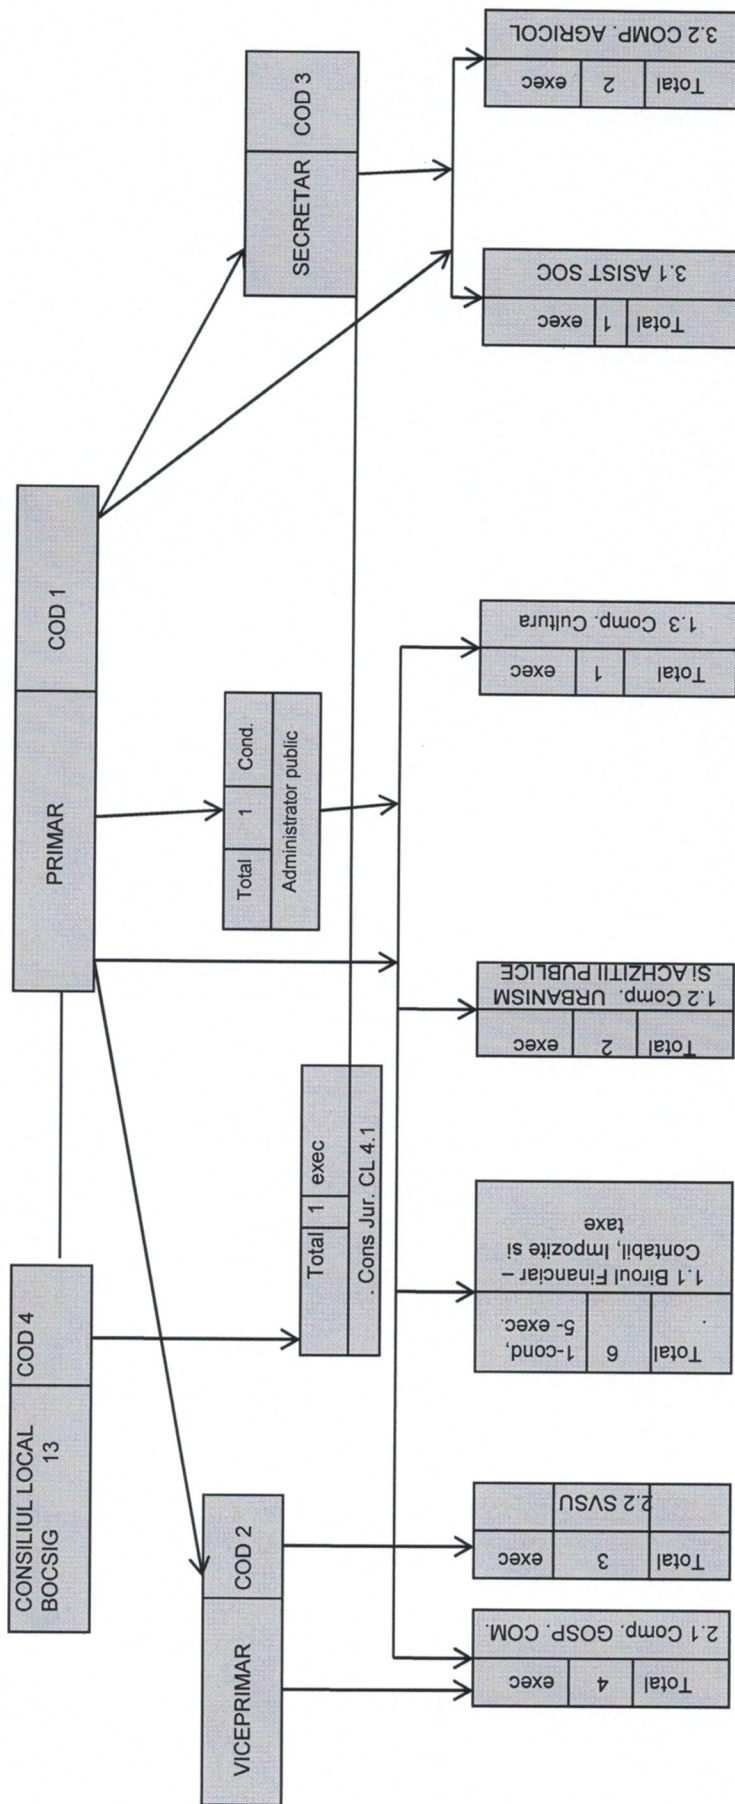 CONSILIUL LOCAL
BOCSIG 13
COD 4
PRIMAR
COD 1
VICEPRIMAR
COD 2
Total
1
exec
. Cons Jur. CL 4.1
Total
1
Cond.
Administrator public
SECRETAR
COD 3
Total
4
exec
2.1 Comp. GOSP. COM.
Total
3
exec
2.2 SVSU
Total
6
1-cond,
5- exec.
.
1.1 Biroul Financiar –
Contabil, Impozite si
taxe
Total
2
exec
1.2 Comp. URBANISM
Si ACHZITII PUBLICE
Total
1
exec
1.3 Comp. Cultura
Total
1
exec
3.1 ASIST SOC
Total
2
exec
3.2 COMP. AGRICOL